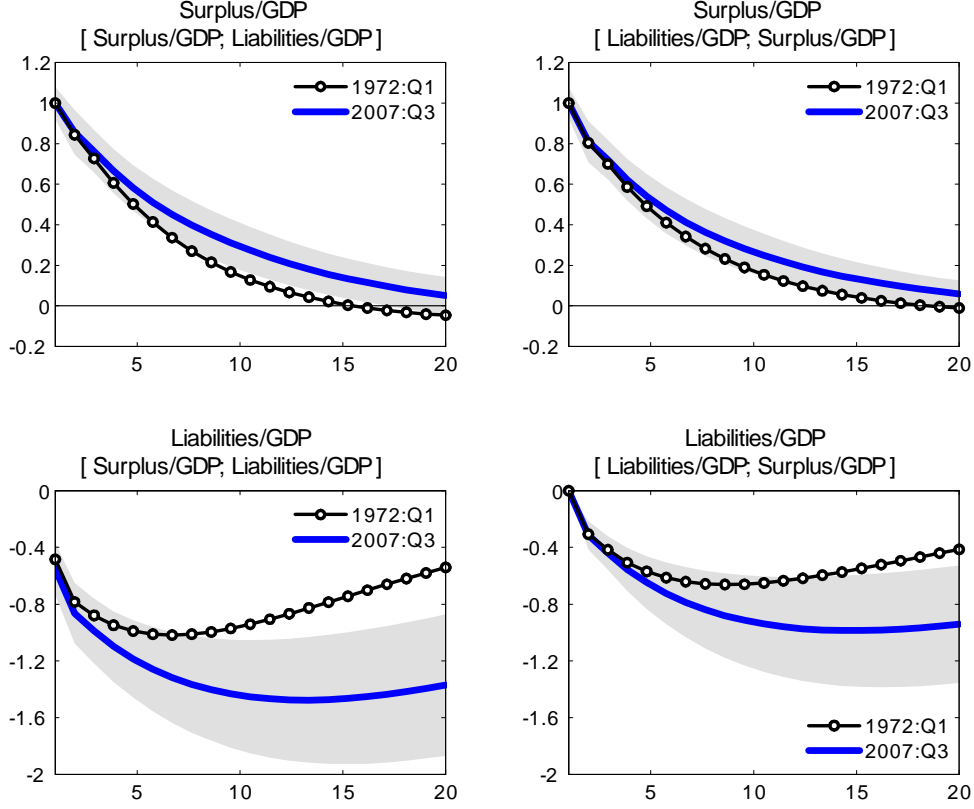 Surplus/GDP
[ Surplus/GDP; Liabilities/GDP ]
1.2
1
0.8
0.6
0.4
0.2
0
-0.2
5 10 15 20
1972:Q1
2007:Q3
Surplus/GDP
[ Liabilities/GDP; Surplus/GDP ]
1.2
1
0.8
0.6
0.4
0.2
0
-0.2
5 10 15 20
1972:Q1
2007:Q3
Liabilities/GDP
[ Surplus/GDP; Liabilities/GDP ]
0
-0.4
-0.8
-1.2
-1.6
-2
5 10 15 20
1972:Q1
2007:Q3
Liabilities/GDP
[ Liabilities/GDP; Surplus/GDP ]
0
-0.4
-0.8
-1.2
-1.6
-2
5 10 15 20
1972:Q1
2007:Q3